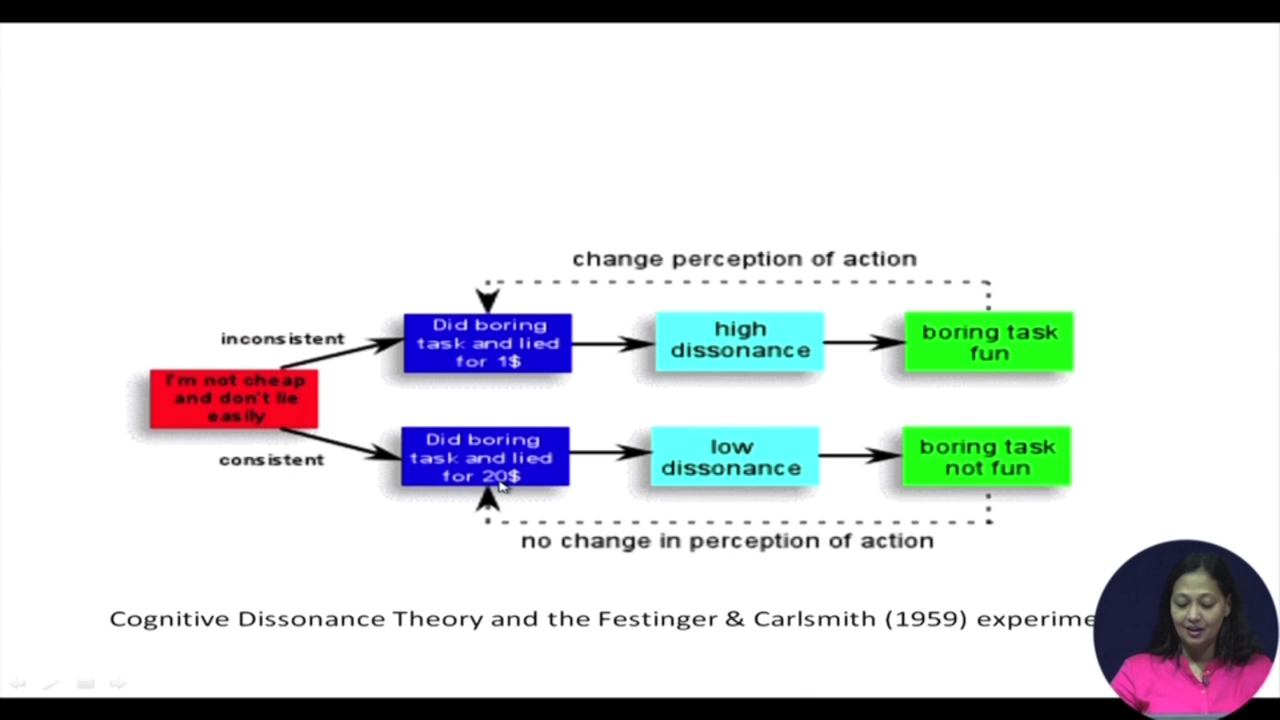 change perception of action
inconsistent
Did boring
task and lied
for 1$
high
dissonance
boring task
fun
I'm not cheap
and don't lie
easily
consistent
Did boring
task and lied
for 20$
low
dissonance
boring task
not fun
no change in perception of action
Cognitive Dissonance Theory and the Festinger & Carlsmith (1959) experime